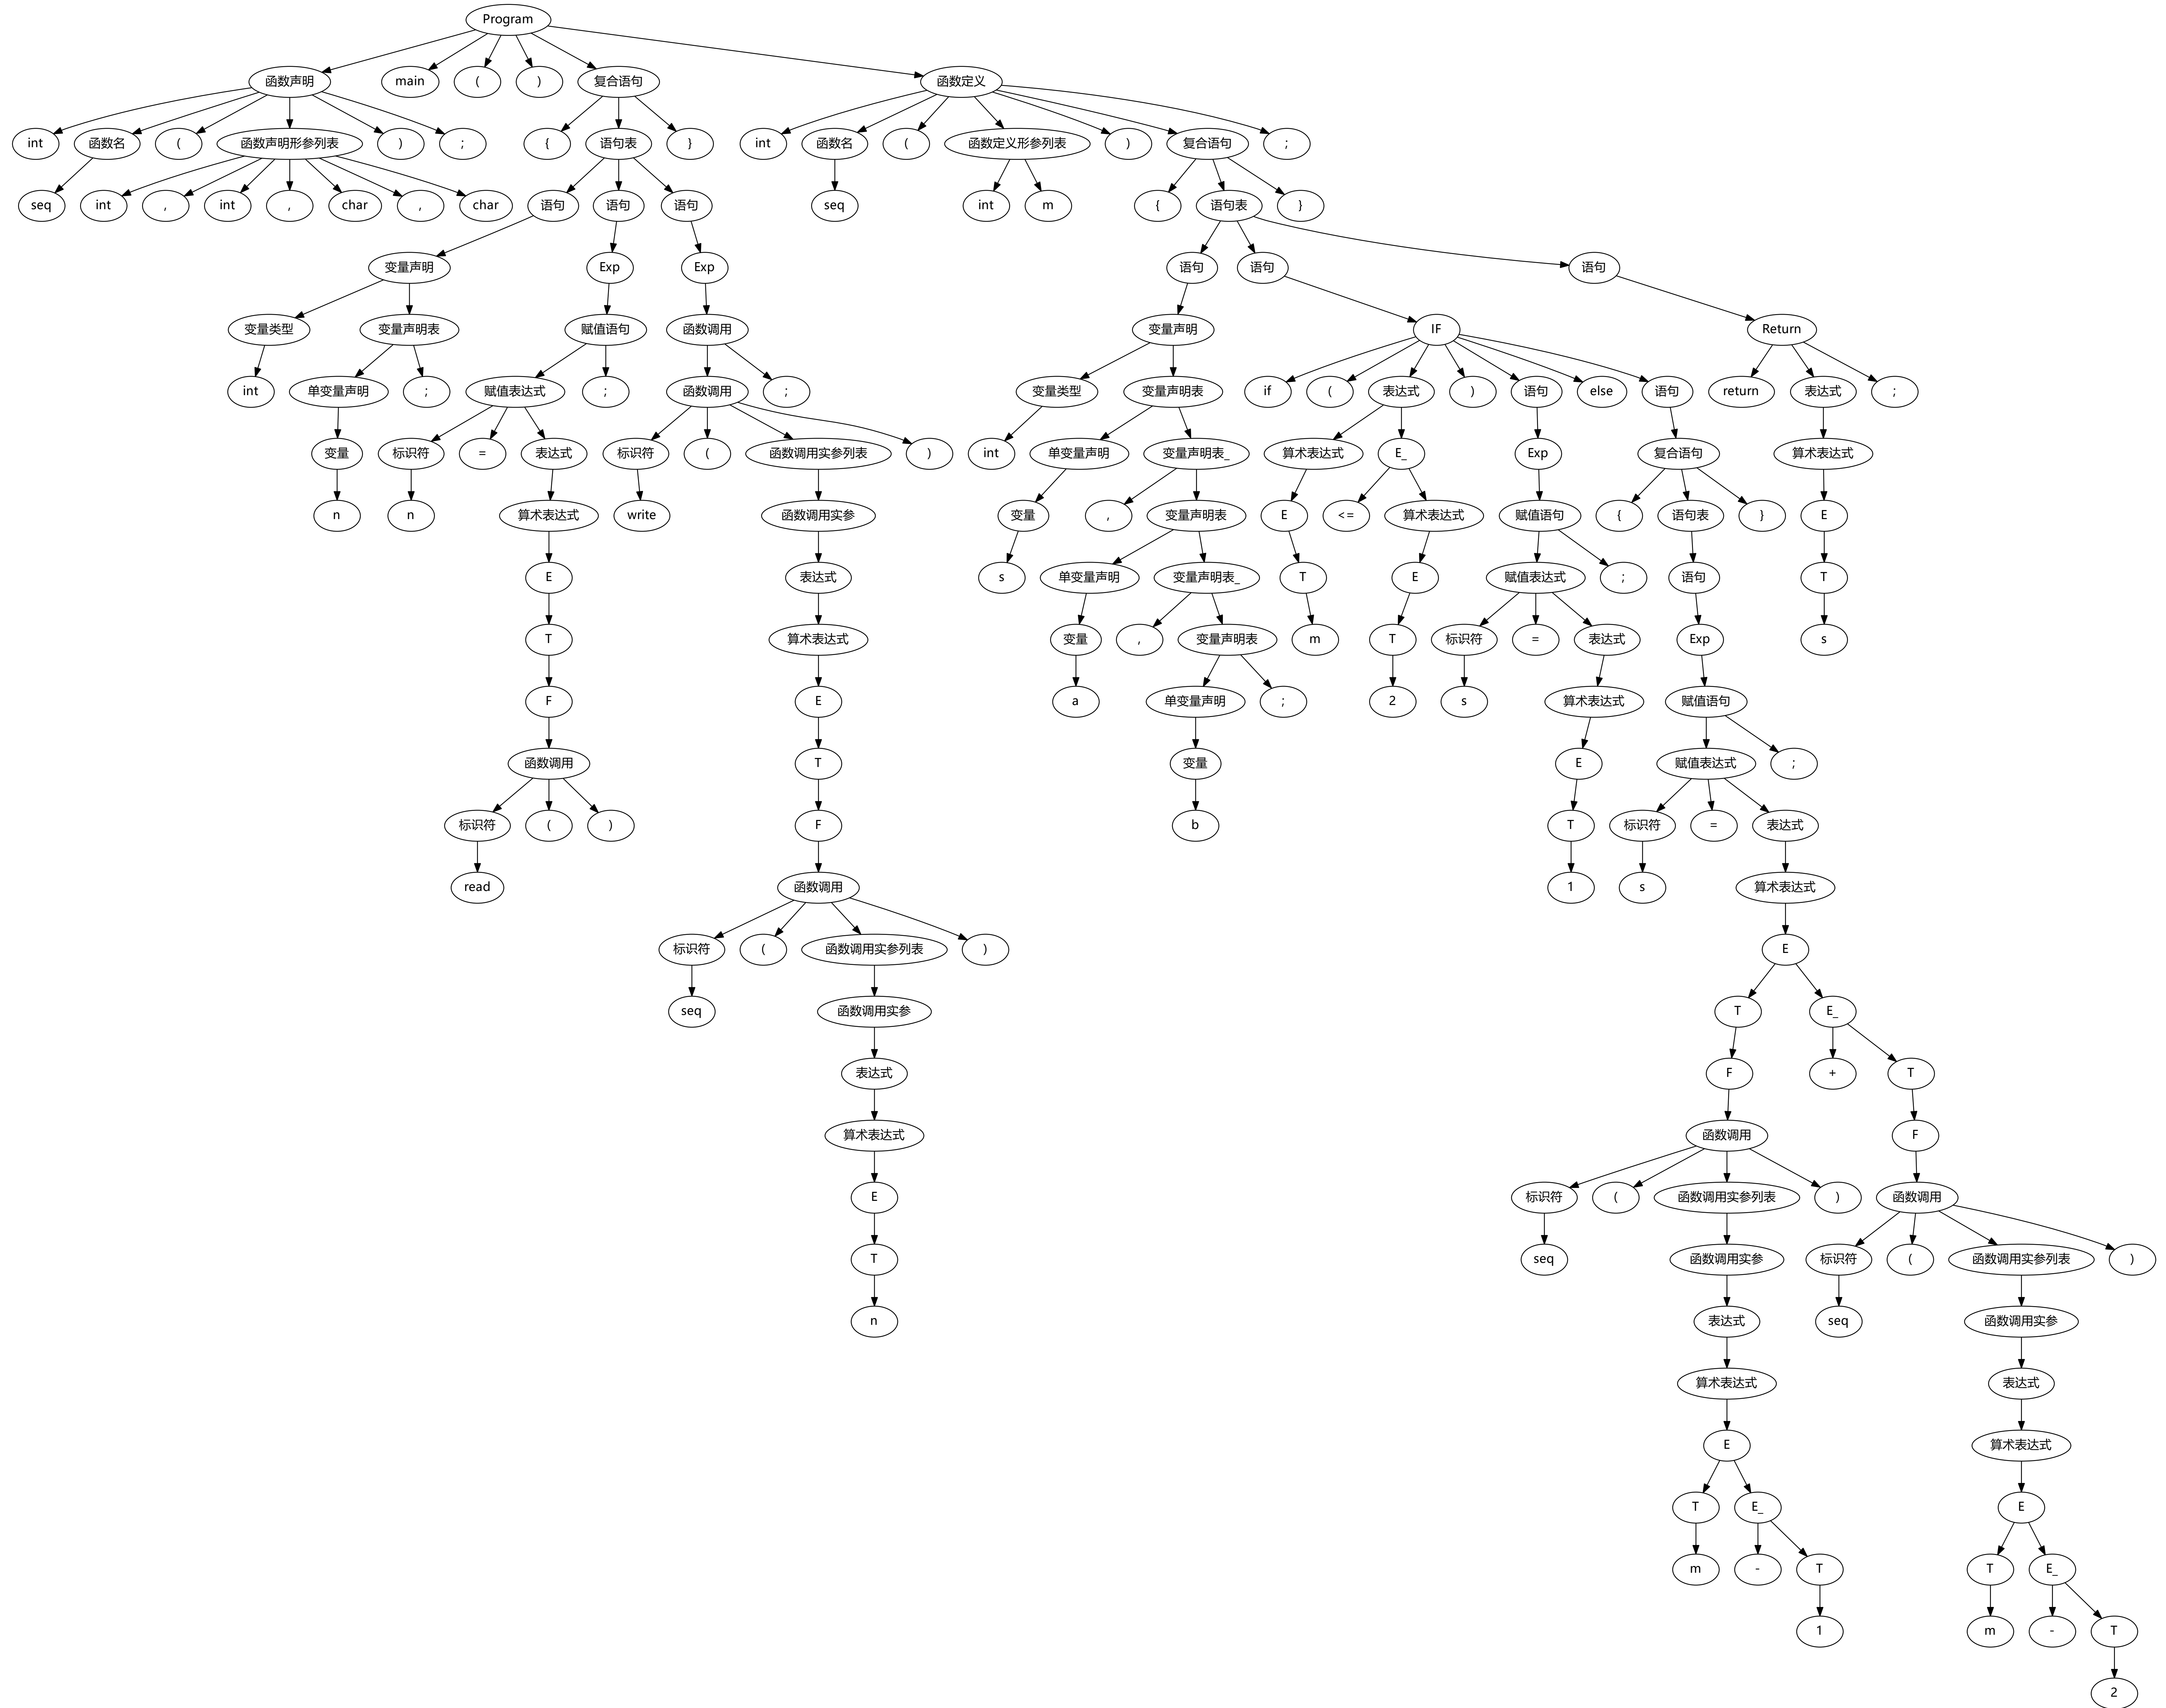 Program
函数声明 main ( ) 复合语句 函数定义
int 函数名 ( 函数声明形参列表 ) ; { 语句表 } int 函数名 ( 函数定义形参列表 ) 复合语句 ;
seq int , int , char , char 语句 语句 语句 seq int m { 语句表 }
变量声明 Exp Exp 语句 语句 语句
变量类型 变量声明表 赋值语句 函数调用 变量声明 IF Return
int 单变量声明 ; 赋值表达式 ; 函数调用 ; 变量类型 变量声明表 if ( 表达式 ) 语句 else 语句 return 表达式 ;
变量 标识符 = 表达式 标识符 ( 函数调用实参列表 ) int 单变量声明 变量声明表_ 算术表达式 E_ Exp 复合语句 算术表达式
n n 算术表达式 write 函数调用实参 变量 , 变量声明表 E <= 算术表达式 赋值语句 { 语句表 } E
E 表达式 s 单变量声明 变量声明表_ T E 赋值表达式 ; 语句 T
T 算术表达式 变量 , 变量声明表 m T 标识符 = 表达式 Exp s
F E a 单变量声明 ; 2 s 算术表达式 赋值语句
函数调用 T 变量 E 赋值表达式 ;
标识符 ( ) F b T 标识符 = 表达式
read 函数调用 1 s 算术表达式
标识符 ( 函数调用实参列表 ) E
seq 函数调用实参 T E_
表达式 F + T
算术表达式 函数调用 F
E 标识符 ( 函数调用实参列表 ) 函数调用
T seq 函数调用实参 标识符 ( 函数调用实参列表 )
n 表达式 seq 函数调用实参
算术表达式 表达式
E 算术表达式
T E_ E
m - T T E_
1 m - T
2